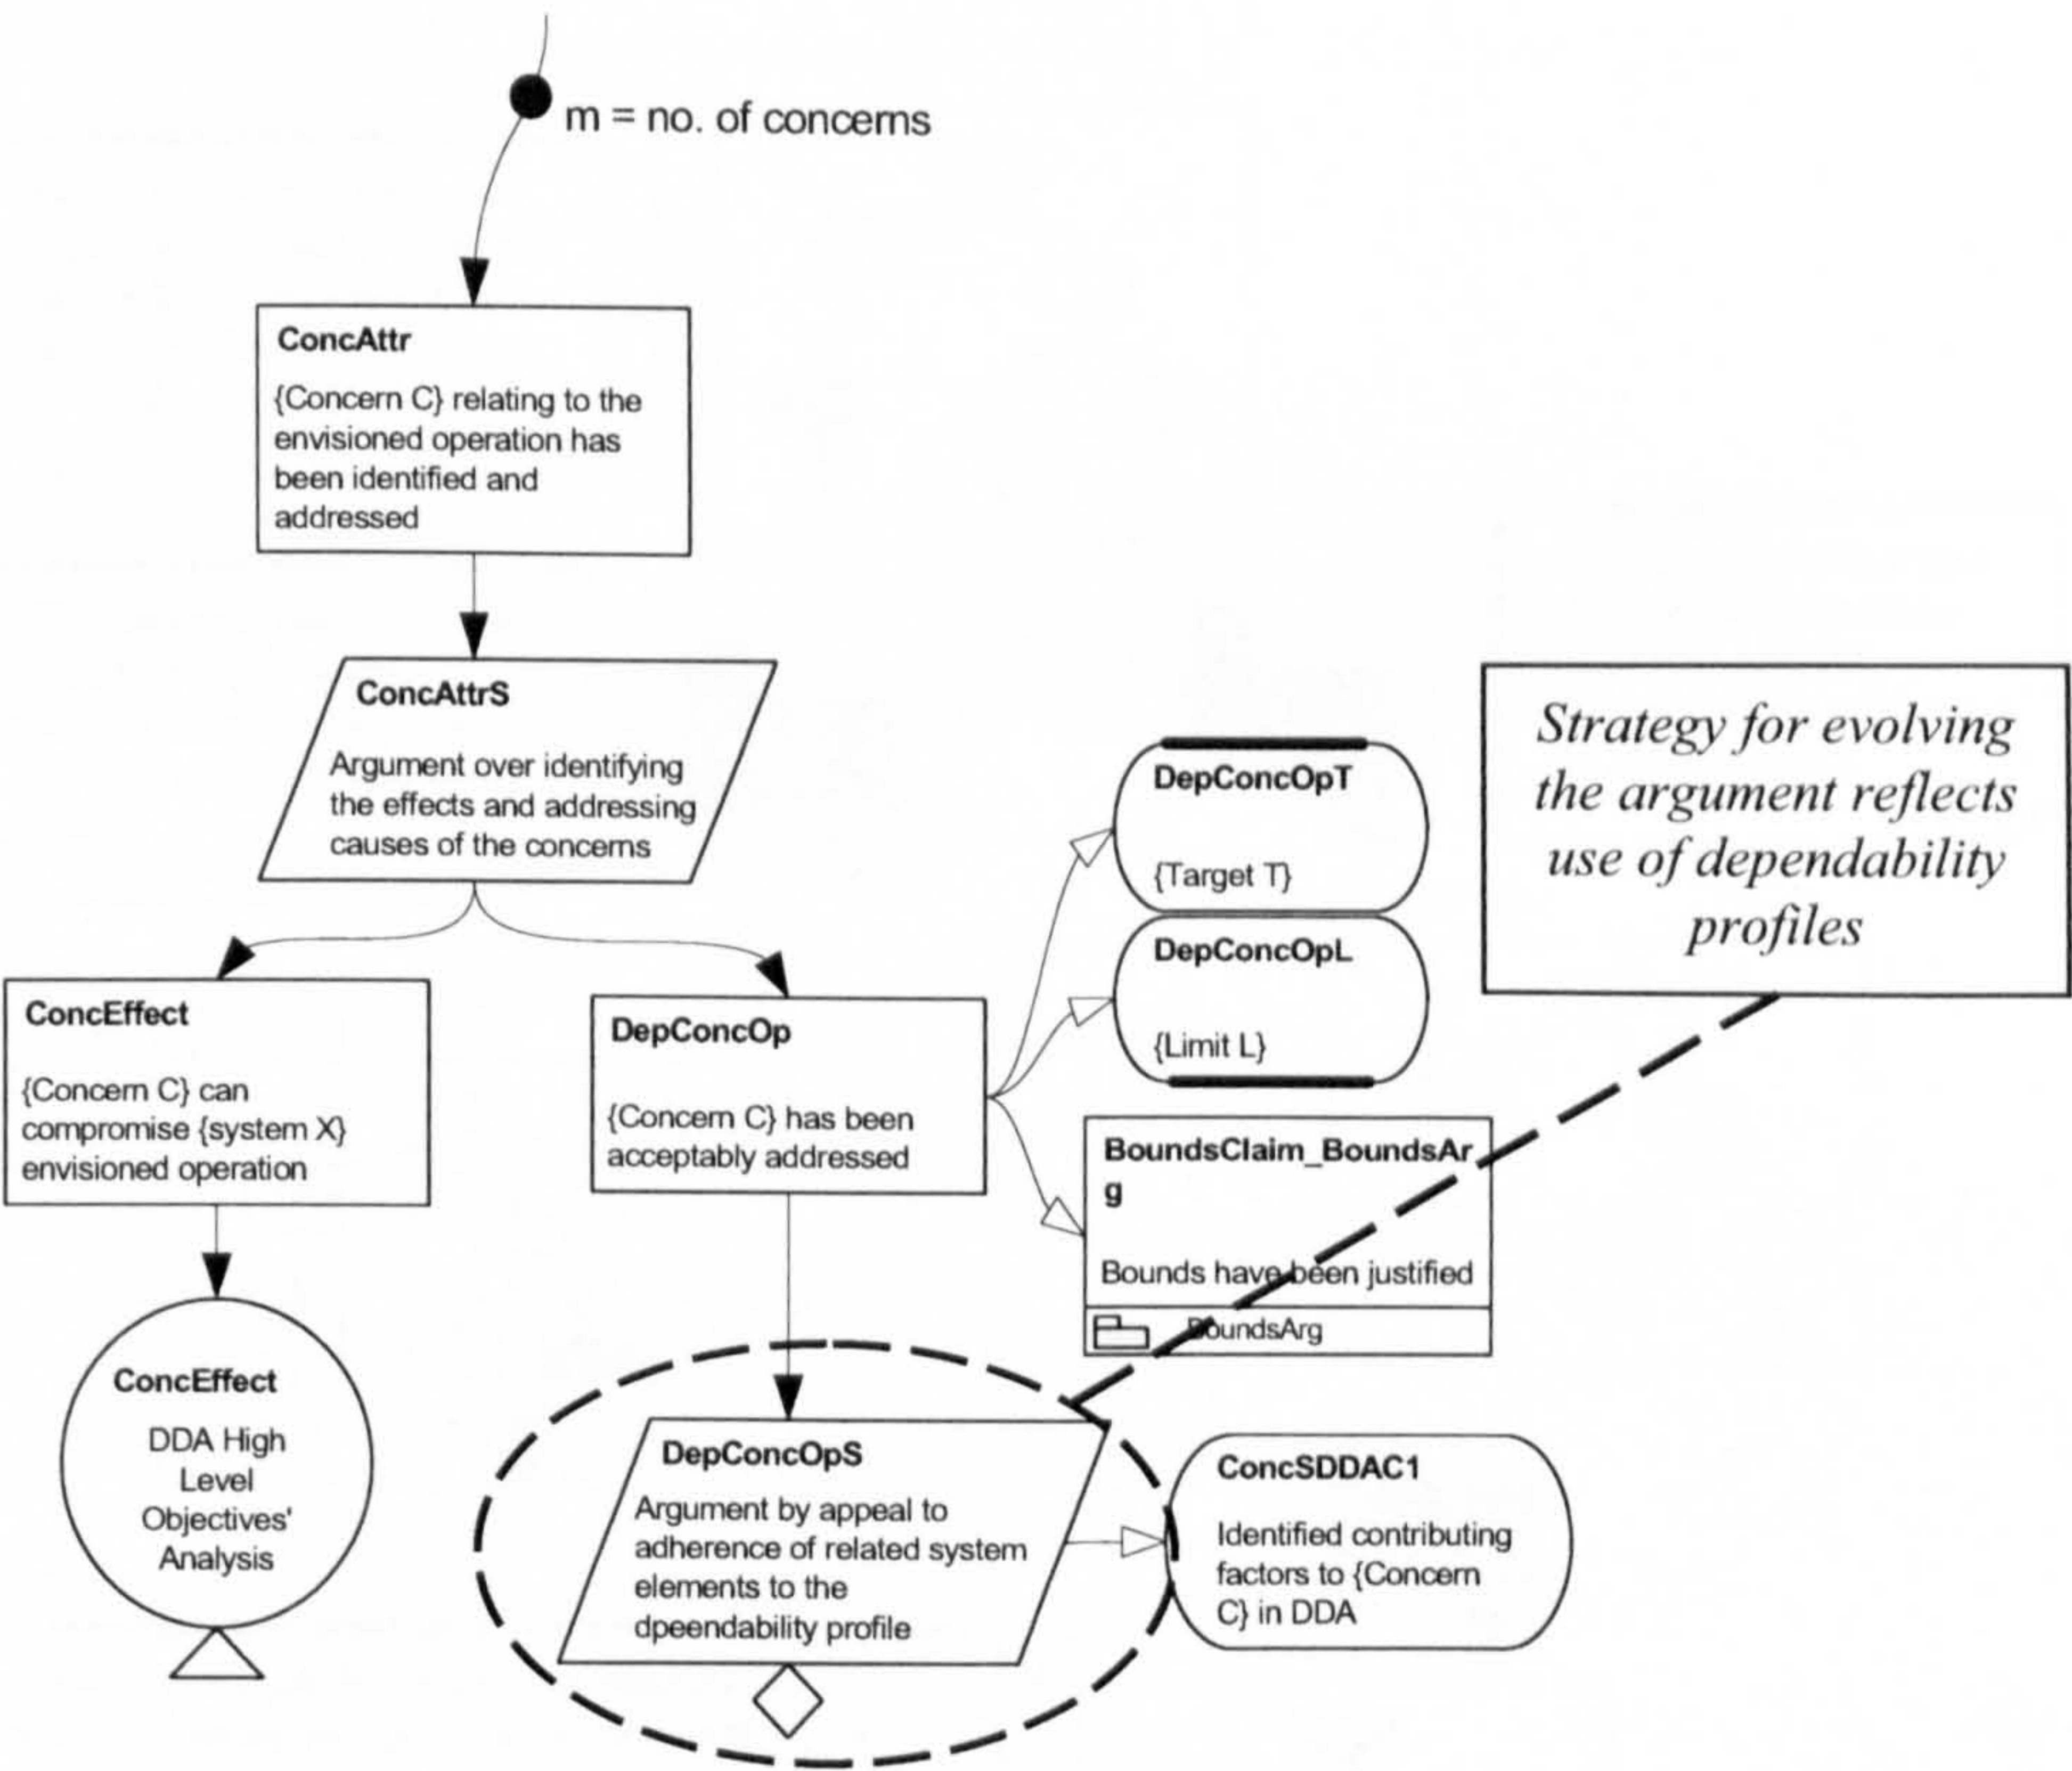 m = no. of concerns
ConcAttr
{Concern C} relating to the
envisioned operation has
been identified and
addressed
ConcAttrS
Argument over identifying
the effects and addressing
causes of the concerns
ConcEffect
{Concern C} can
compromise {system X}
envisioned operation
DepConcOp
{Concern C} has been
acceptably addressed
DepConcOpT
{Target T}
DepConcOpL
{Limit L}
BoundsClaim_BoundsAr
g
Bounds have been justified
BoundsArg
Strategy for evolving
the argument reflects
use of dependability
profiles
ConcEffect
DDA High
Level
Objectives'
Analysis
DepConcOpS
Argument by appeal to
adherence of related system
elements to the
dpeendability profile
ConcSDDAC1
Identified contributing
factors to {Concern
C} in DDA